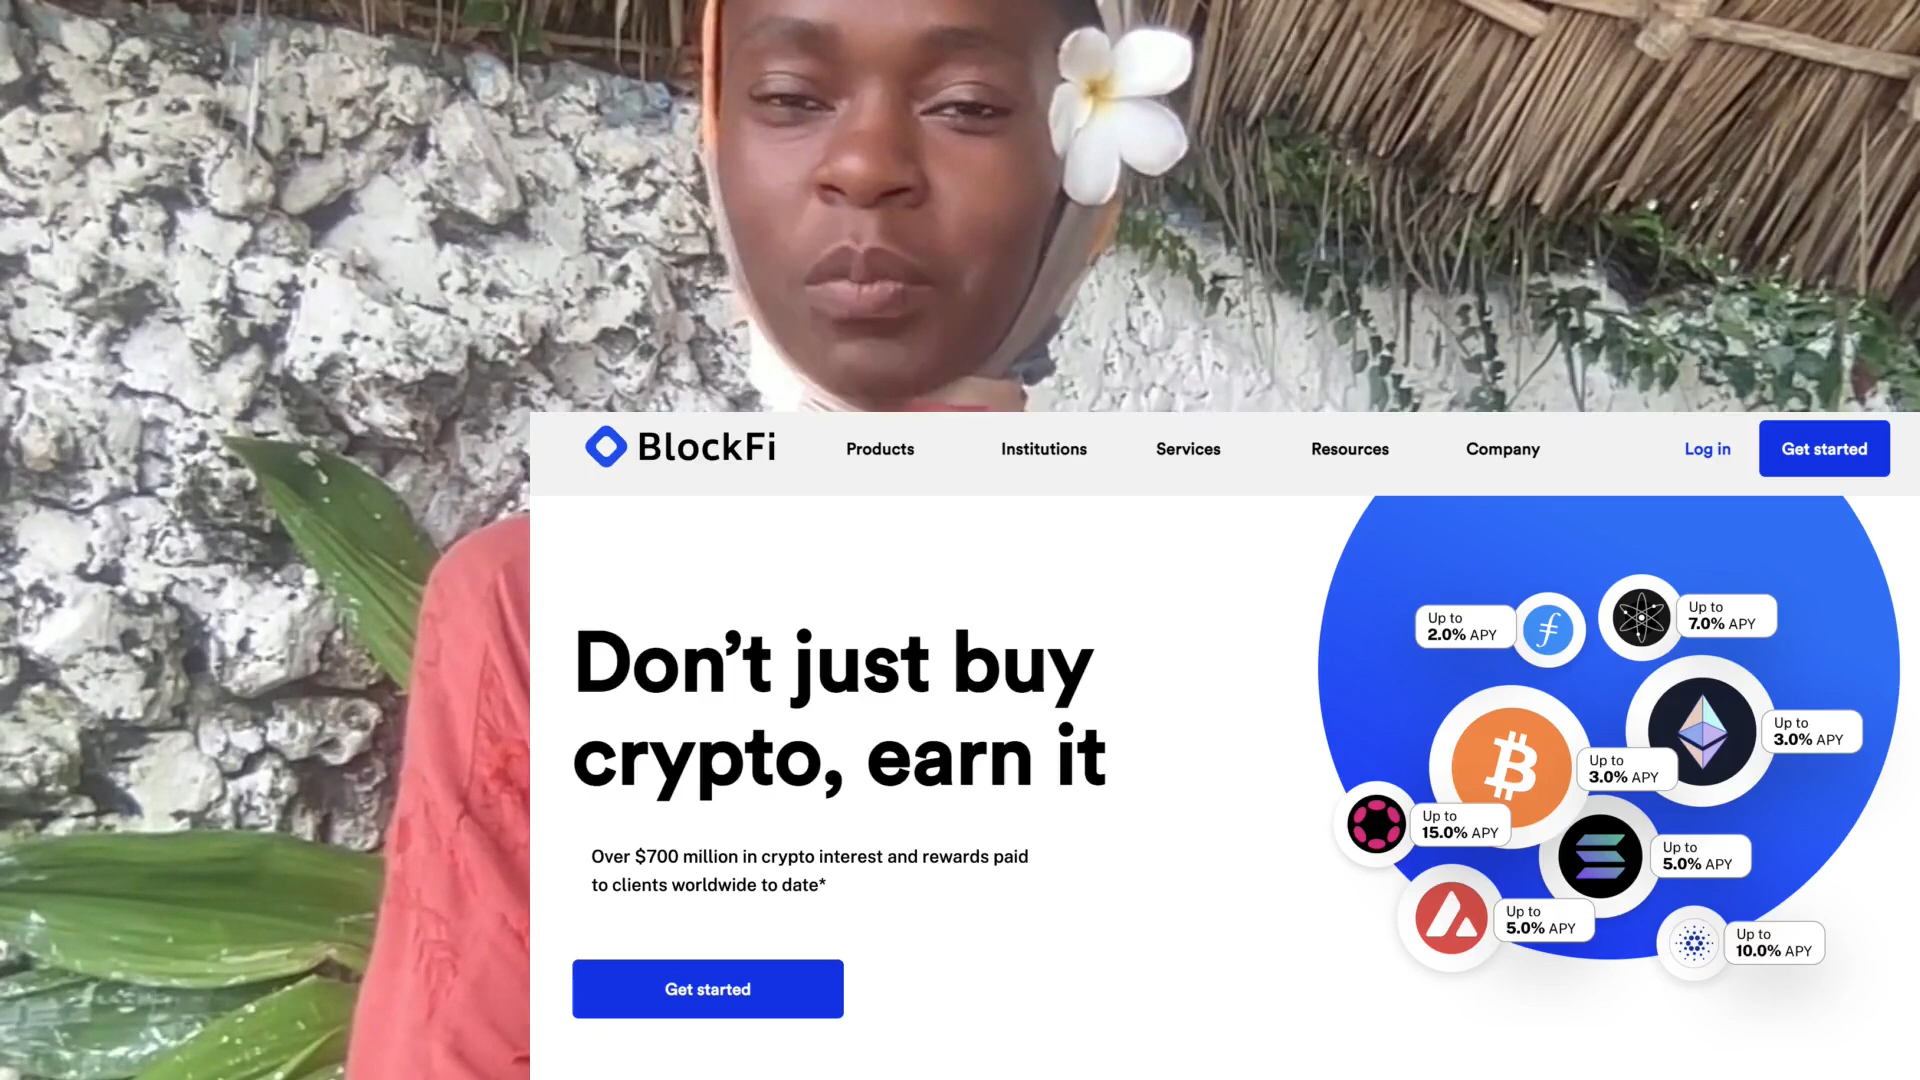 BlockFi
Products
Institutions
Services
Resources
Company
Log in
Get started
Don’t just buy
crypto, earn it
Over $700 million in crypto interest and rewards paid
to clients worldwide to date*
Get started
Up to
2.0% APY
Up to
7.0% APY
Up to
3.0% APY
Up to
3.0% APY
Up to
15.0% APY
Up to
5.0% APY
Up to
5.0% APY
Up to
10.0% APY